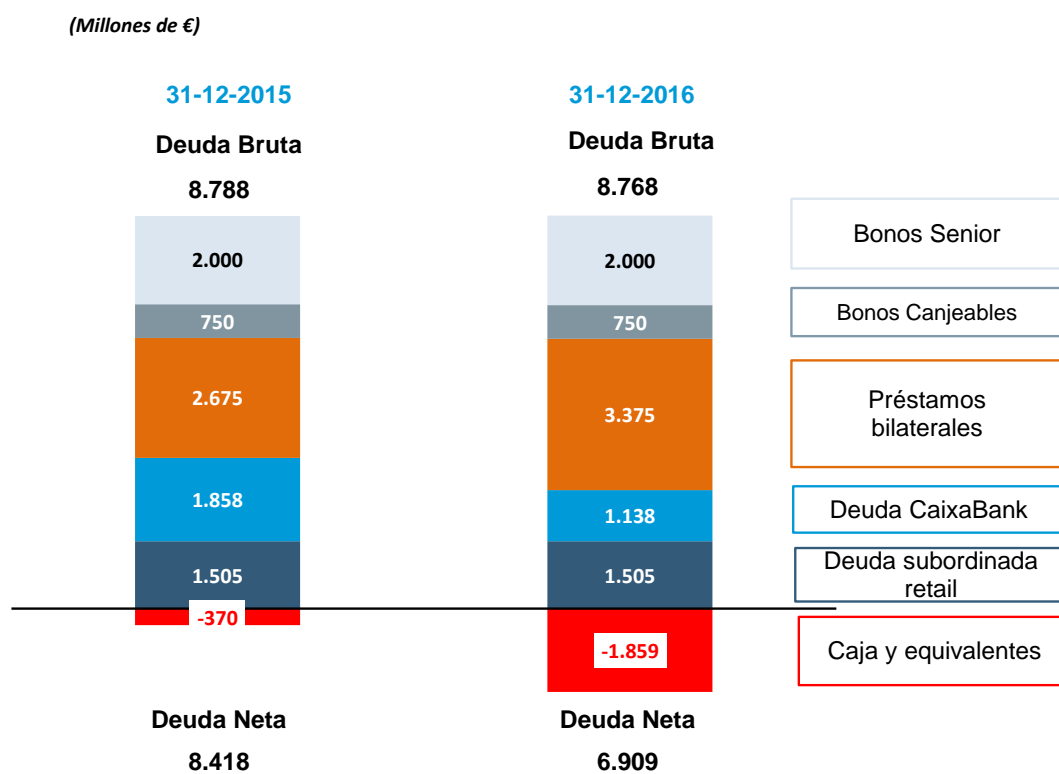 (Millones de €)
31-12-2015
31-12-2016
Deuda Bruta
Deuda Bruta
8.788
8.768
2.000
2.000
Bonos Senior
750
750
Bonos Canjeables
2.675
3.375
Préstamos
bilaterales
1.858
1.138
Deuda CaixaBank
1.505
1.505
Deuda subordinada
retail
-370
-1.859
Caja y equivalentes
Deuda Neta
Deuda Neta
8.418
6.909